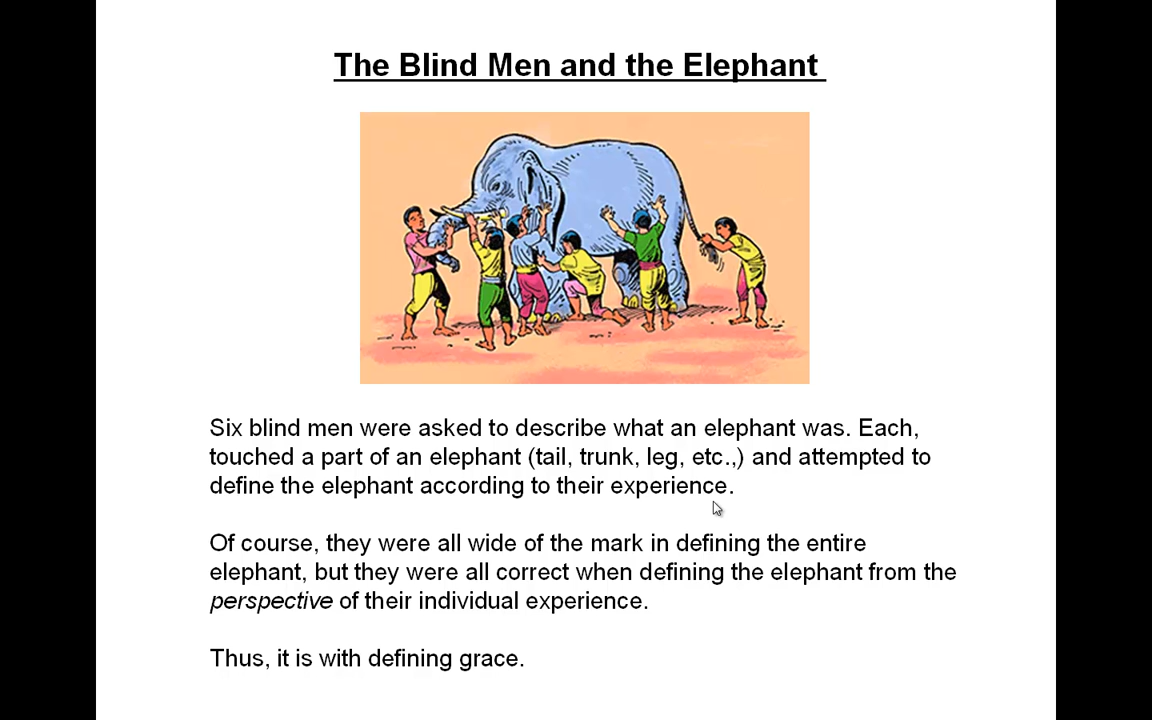 The Blind Men and the Elephant
Six blind men were asked to describe what an elephant was. Each,
touched a part of an elephant (tail, trunk, leg, etc.,) and attempted to
define the elephant according to their experience.
Of course, they were all wide of the mark in defining the entire
elephant, but they were all correct when defining the elephant from the
perspective of their individual experience.
Thus, it is with defining grace.